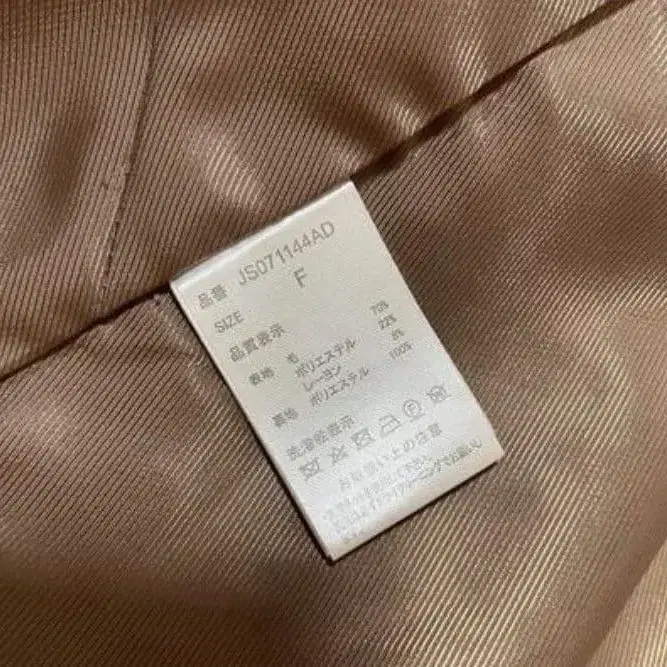 品番 JS071144AD
SIZE F
品質表示
表地 毛 70%
ポリエステル 22%
レーヨン 8%
裏地 ポリエステル 100%
洗濯絵表示
お取扱い上の注意